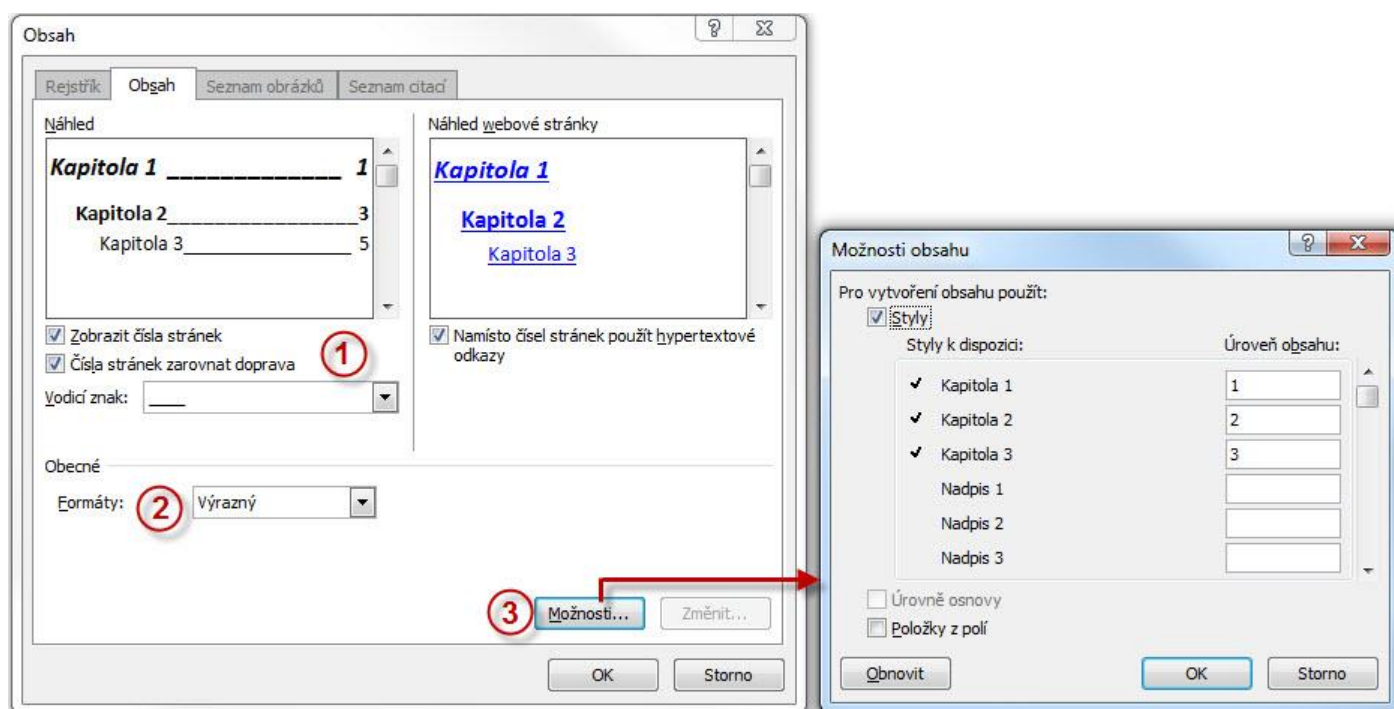 Obsah
Rejstřík Obsah Seznam obrázků Seznam citací
Náhled
Kapitola 1 _____________ 1
Kapitola 2________________3
Kapitola 3______________ 5
Zobrazit čísla stránek
Čísla stránek zarovnat doprava
1
Vodicí znak: ____
Náhled webové stránky
Kapitola 1
Kapitola 2
Kapitola 3
Namísto čísel stránek použít hypertextové
odkazy
Obecné
Formáty: 2 Výrazný
3 Možnosti... Změnit...
OK Storno
Možnosti obsahu
Pro vytvoření obsahu použít:
Styly
Styly k dispozici: Úroveň obsahu:
Kapitola 1 1
Kapitola 2 2
Kapitola 3 3
Nadpis 1
Nadpis 2
Nadpis 3
Úrovně osnovy
Položky z polí
Obnovit OK Storno